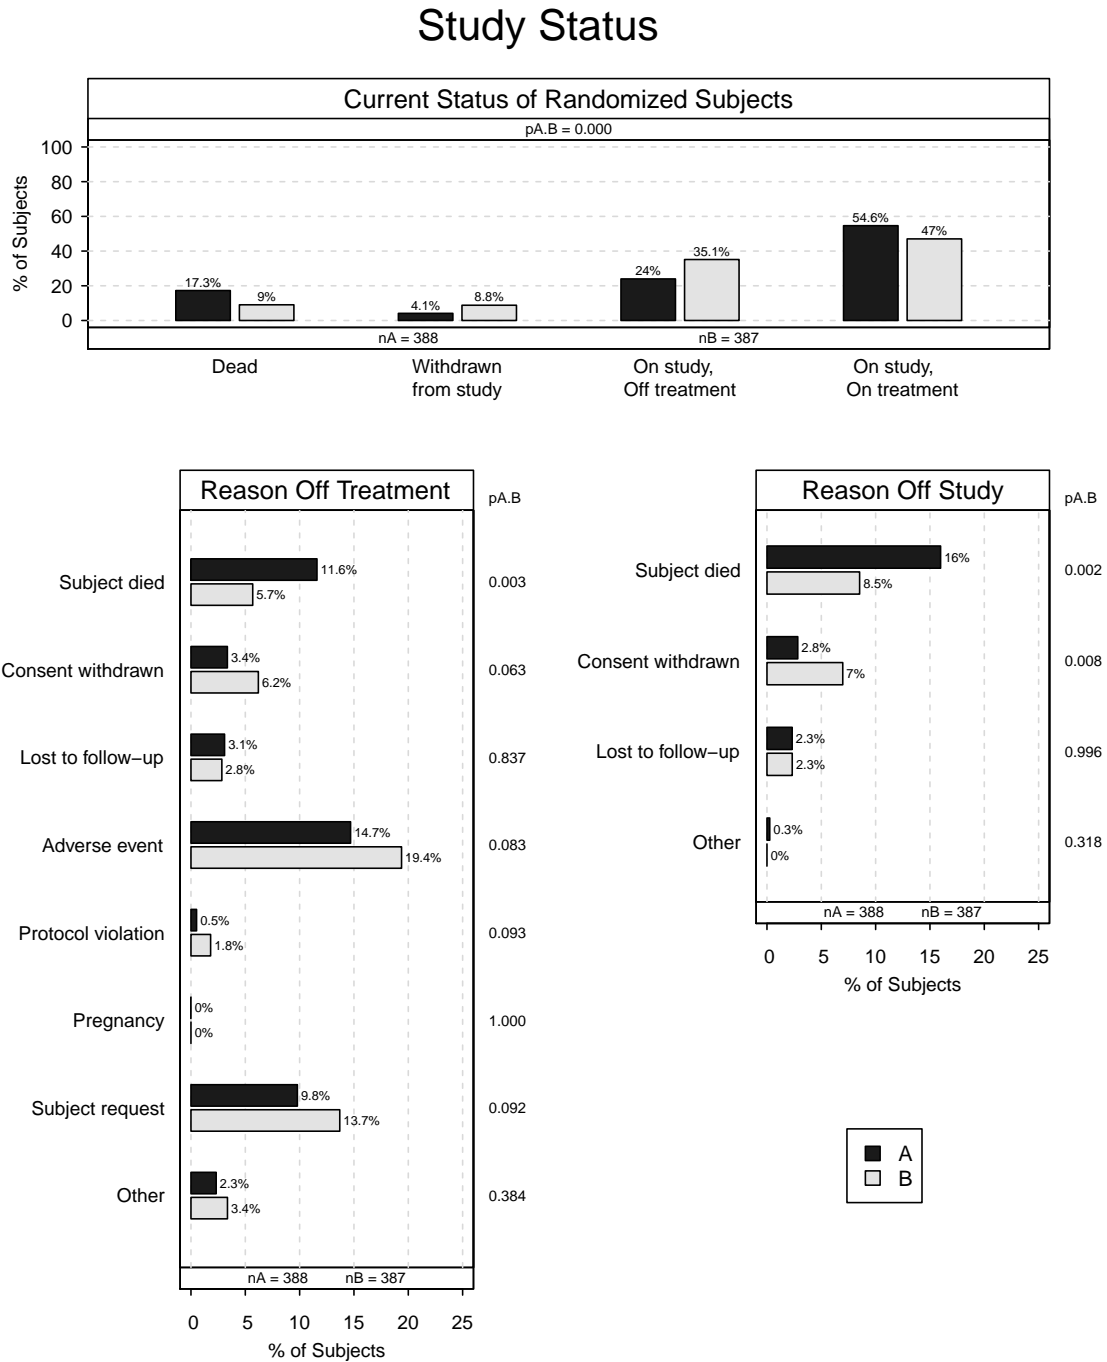 Study Status
Current Status of Randomized Subjects
pA.B = 0.000
% of Subjects
100
80
60
40
20
0
17.3%
9%
4.1%
8.8%
24%
35.1%
54.6%
47%
nA = 388
nB = 387
Dead
Withdrawn
from study
On study,
Off treatment
On study,
On treatment
Reason Off Treatment
pA.B
Subject died
11.6%
5.7%
0.003
Consent withdrawn
3.4%
6.2%
0.063
Lost to follow−up
3.1%
2.8%
0.837
Adverse event
14.7%
19.4%
0.083
Protocol violation
0.5%
1.8%
0.093
Pregnancy
0%
0%
1.000
Subject request
9.8%
13.7%
0.092
Other
2.3%
3.4%
0.384
nA = 388
nB = 387
0 5 10 15 20 25
% of Subjects
Reason Off Study
pA.B
Subject died
16%
8.5%
0.002
Consent withdrawn
2.8%
7%
0.008
Lost to follow−up
2.3%
2.3%
0.996
Other
0.3%
0%
0.318
nA = 388
nB = 387
0 5 10 15 20 25
% of Subjects
A
B